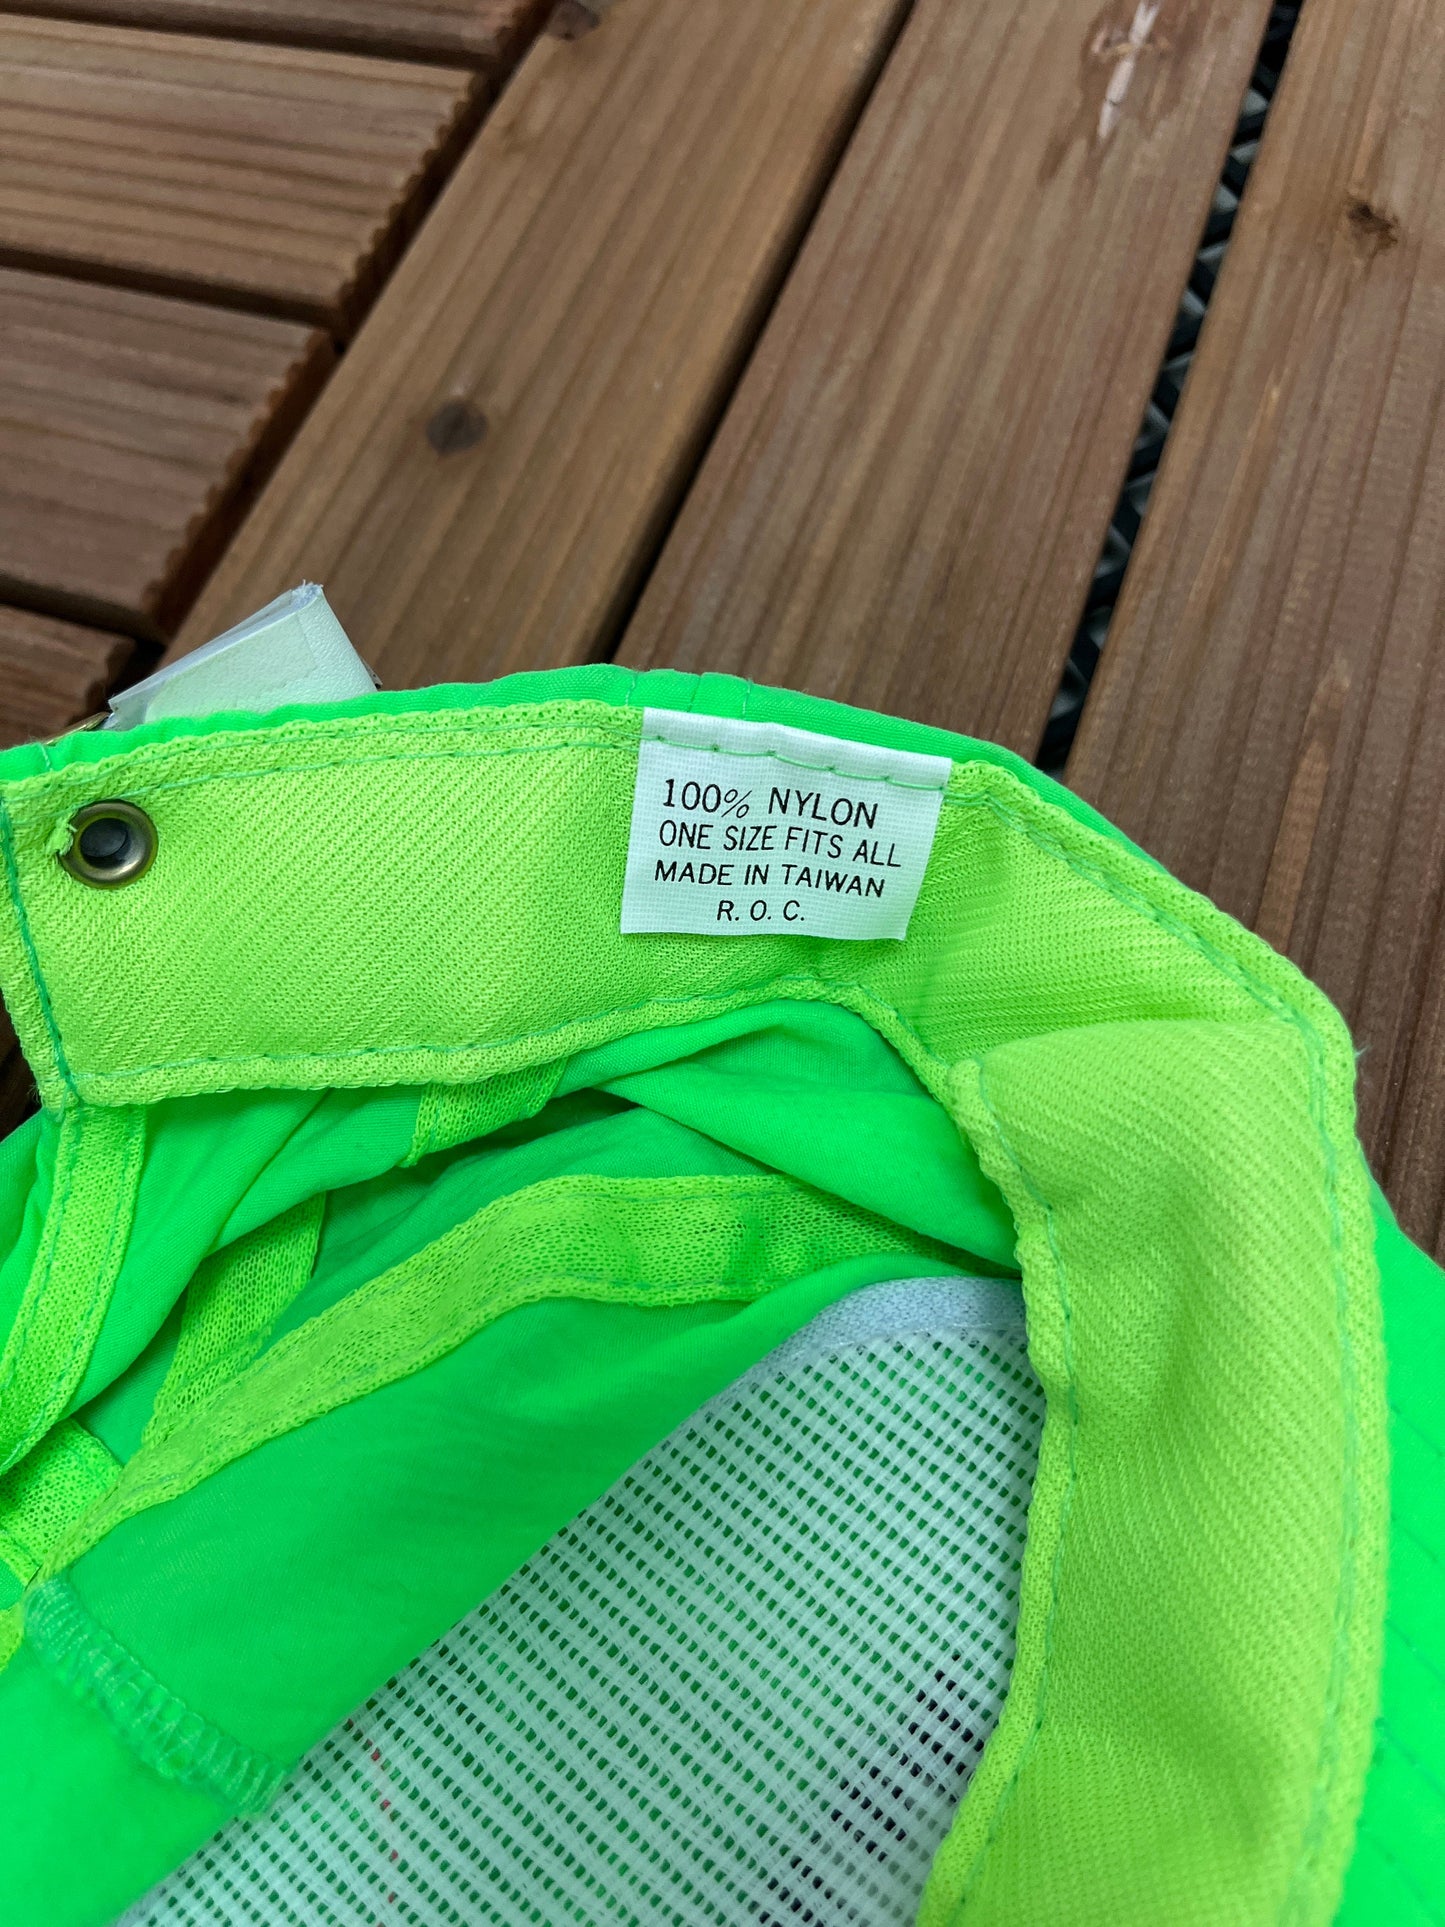 100% NYLON
ONE SIZE FITS ALL
MADE IN TAIWAN
R. O. C.